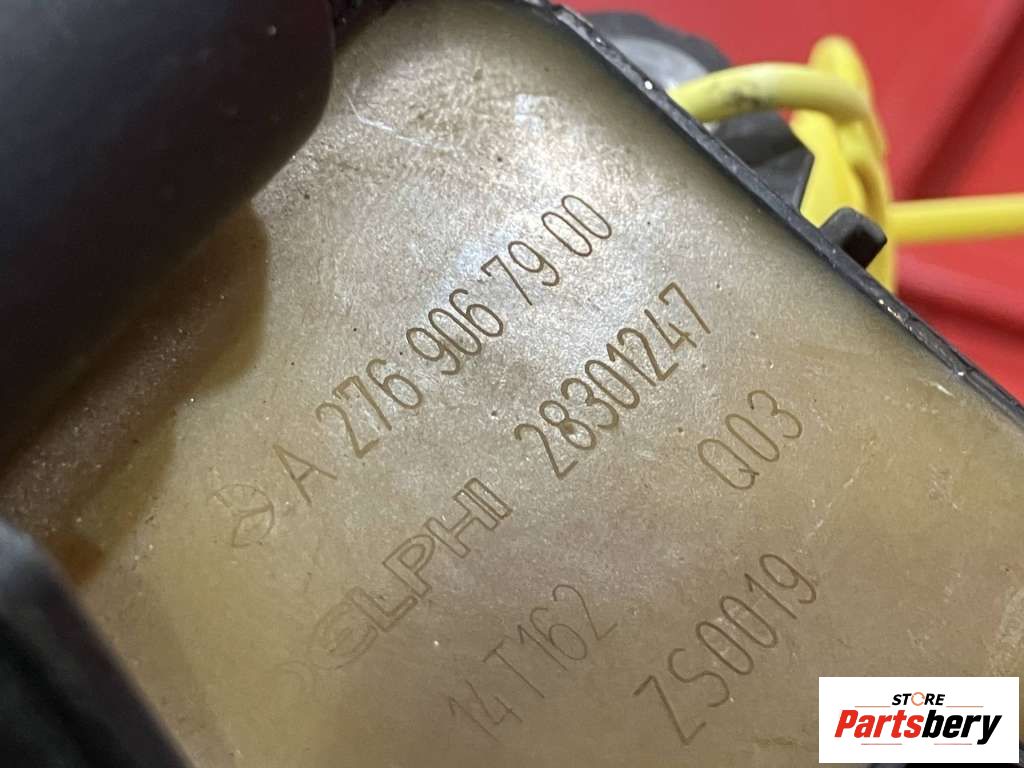 A 276 906 79 00
DELPHI 28301247
14T162 Q03
ZS0019
STORE
Partsbery